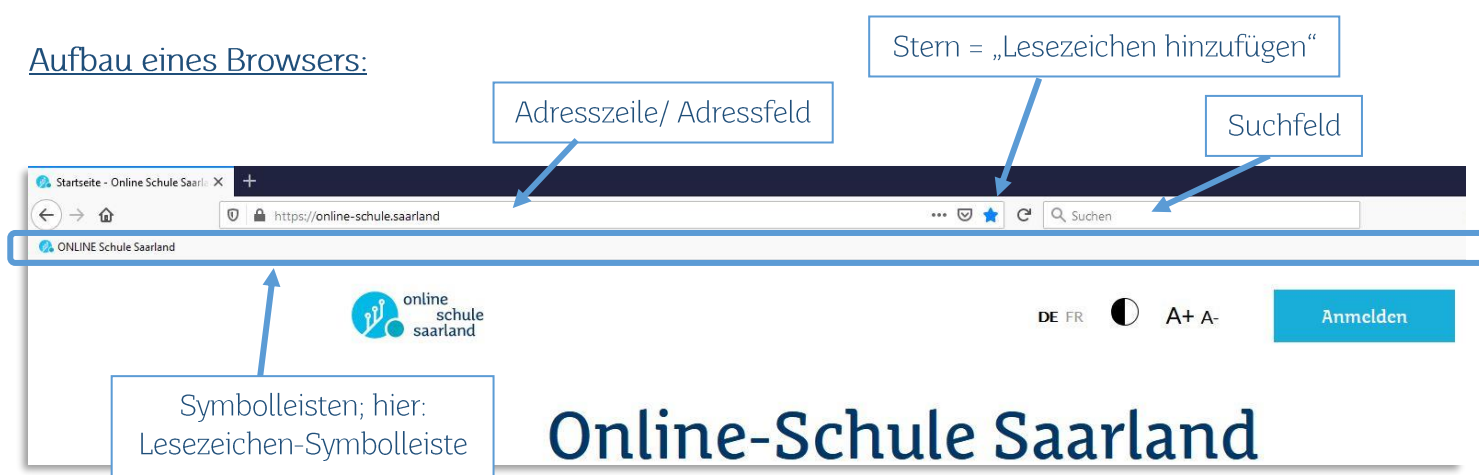 Stern = „Lesezeichen hinzufügen“
Aufbau eines Browsers:
Adresszeile/ Adressfeld
Suchfeld
Startseite - Online Schule Saarla
https://online-schule.saarland
Suchen
ONLINE Schule Saarland
online
schule
saarland
DE FR A+ A-
Anmelden
Symbolleisten; hier:
Lesezeichen-Symbolleiste
Online-Schule Saarland